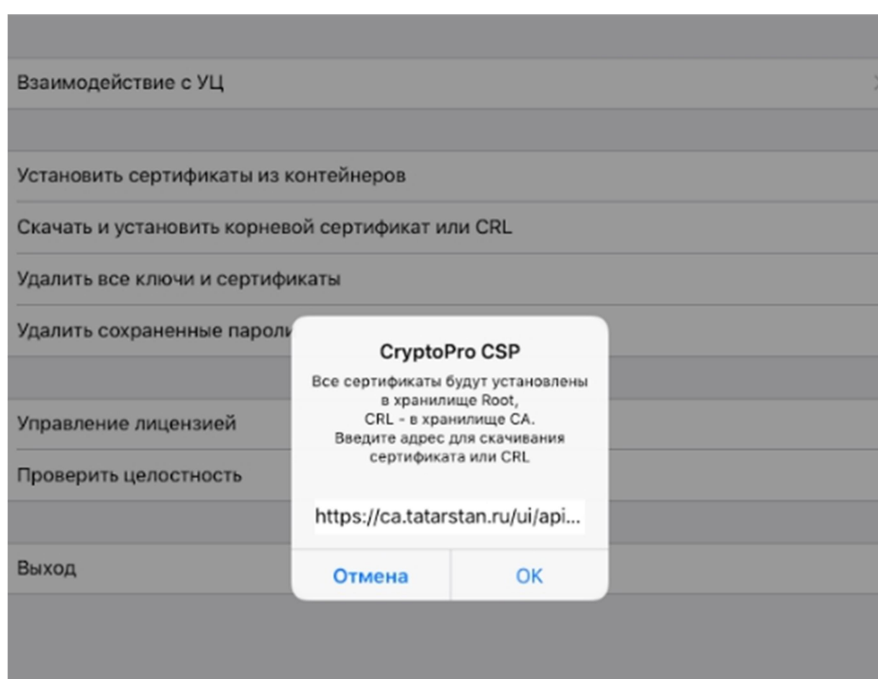 Взаимодействие с УЦ
Установить сертификаты из контейнеров
Скачать и установить корневой сертификат или CRL
Удалить все ключи и сертификаты
Удалить сохраненные пароли
CryptoPro CSP
Все сертификаты будут установлены
в хранилище Root,
CRL - в хранилище CA.
Введите адрес для скачивания
сертификата или CRL
https://ca.tatarstan.ru/ui/api...
Отмена
OK
Управление лицензией
Проверить целостность
Выход